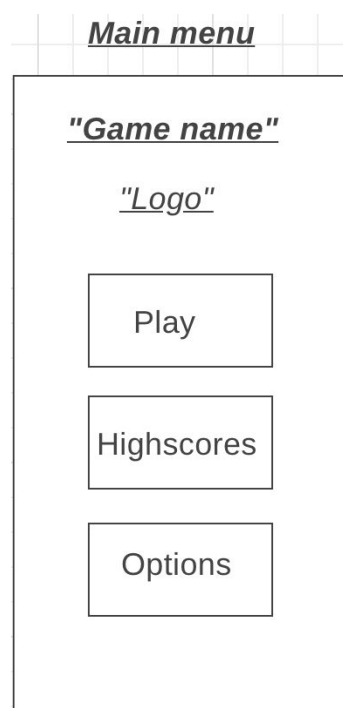 Main menu
"Game name"
"Logo"
Play
Highscores
Options